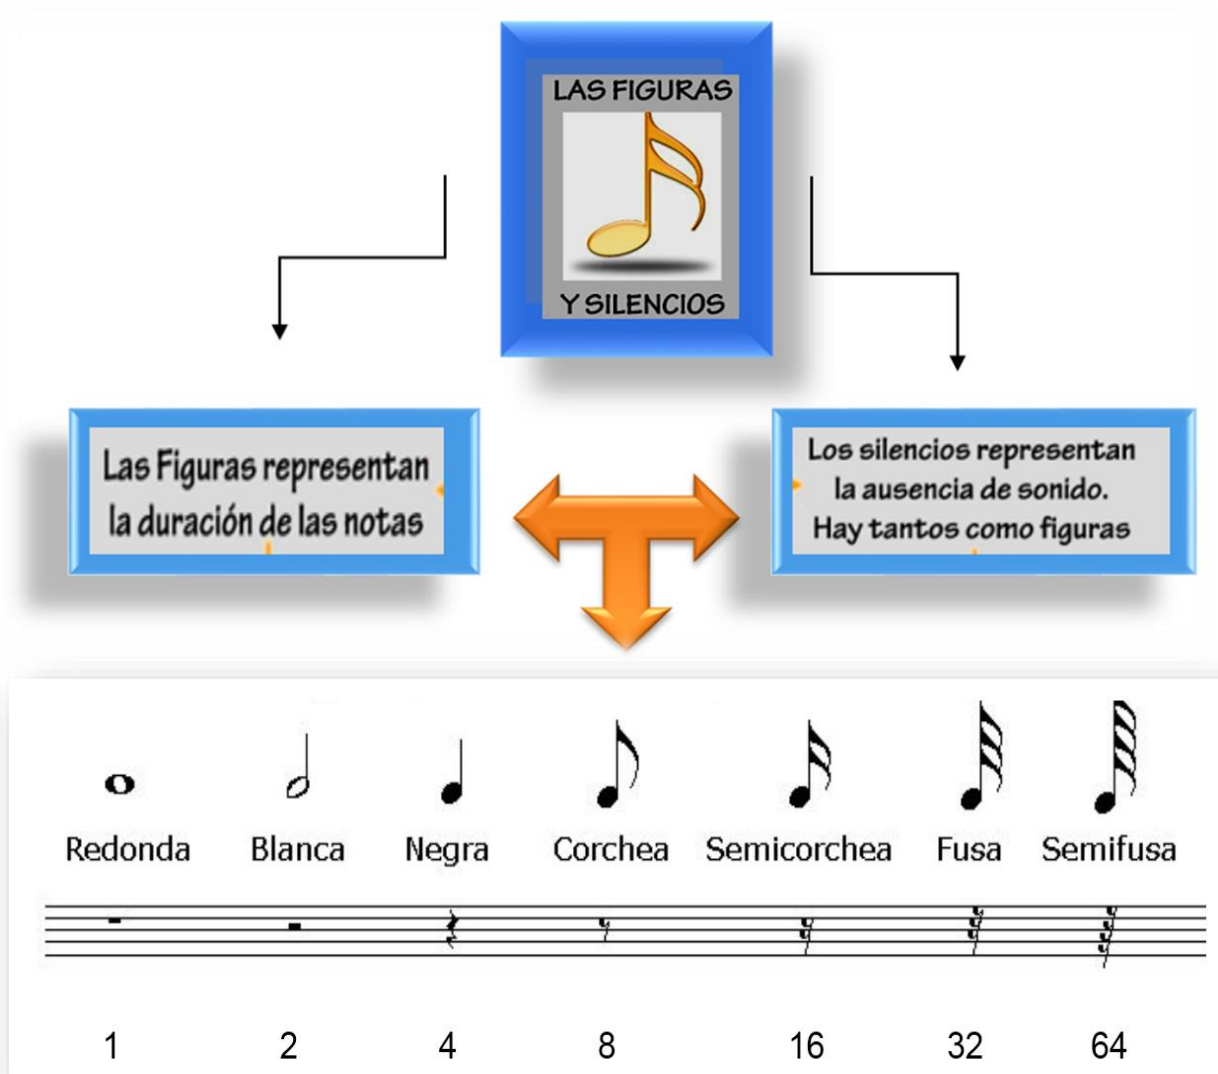 LAS FIGURAS
Y SILENCIOS
Las Figuras representan
la duración de las notas
Los silencios representan
la ausencia de sonido.
Hay tantos como figuras
Redonda Blanca Negra Corchea Semicorchea Fusa Semifusa
1 2 4 8 16 32 64